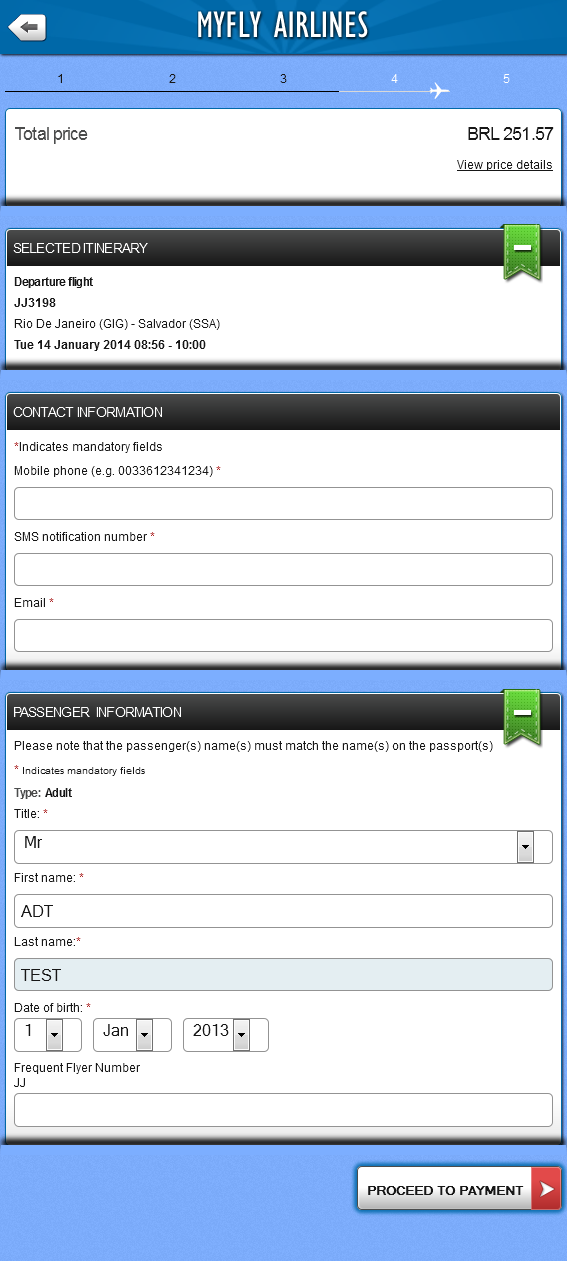 MYFLY AIRLINES
1 2 3 4 5
Total price BRL 251.57
View price details
SELECTED ITINERARY
Departure flight
JJ3198
Rio De Janeiro (GIG) - Salvador (SSA)
Tue 14 January 2014 08:56 - 10:00
CONTACT INFORMATION
*Indicates mandatory fields
Mobile phone (e.g. 0033612341234) *
SMS notification number *
Email *
PASSENGER INFORMATION
Please note that the passenger(s) name(s) must match the name(s) on the passport(s)
* Indicates mandatory fields
Type: Adult
Title: *
Mr
First name: *
ADT
Last name:*
TEST
Date of birth: *
1 Jan 2013
Frequent Flyer Number
JJ
PROCEED TO PAYMENT